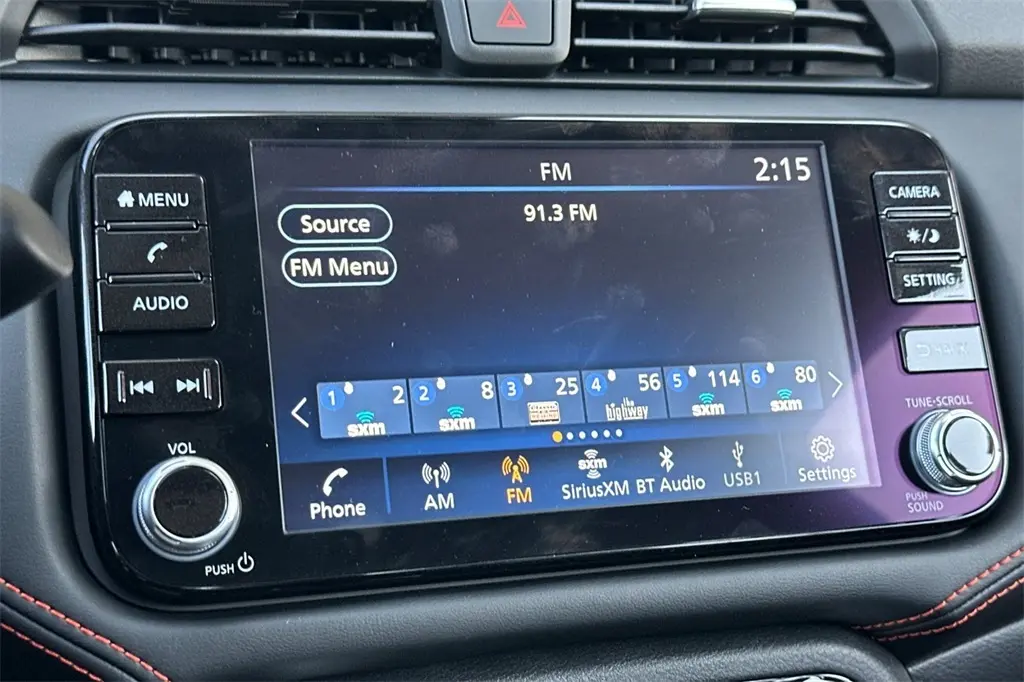 FM 2:15
91.3 FM
Source
FM Menu
MENU
AUDIO
VOL
PUSH
CAMERA
SETTING
BACK
TUNE·SCROLL
PUSH
SOUND
1 2 2 8 3 25 4 56 5 114 6 80
sxm sxm the highway sxm sxm
Phone AM FM SiriusXM BT Audio USB1 Settings
sxm